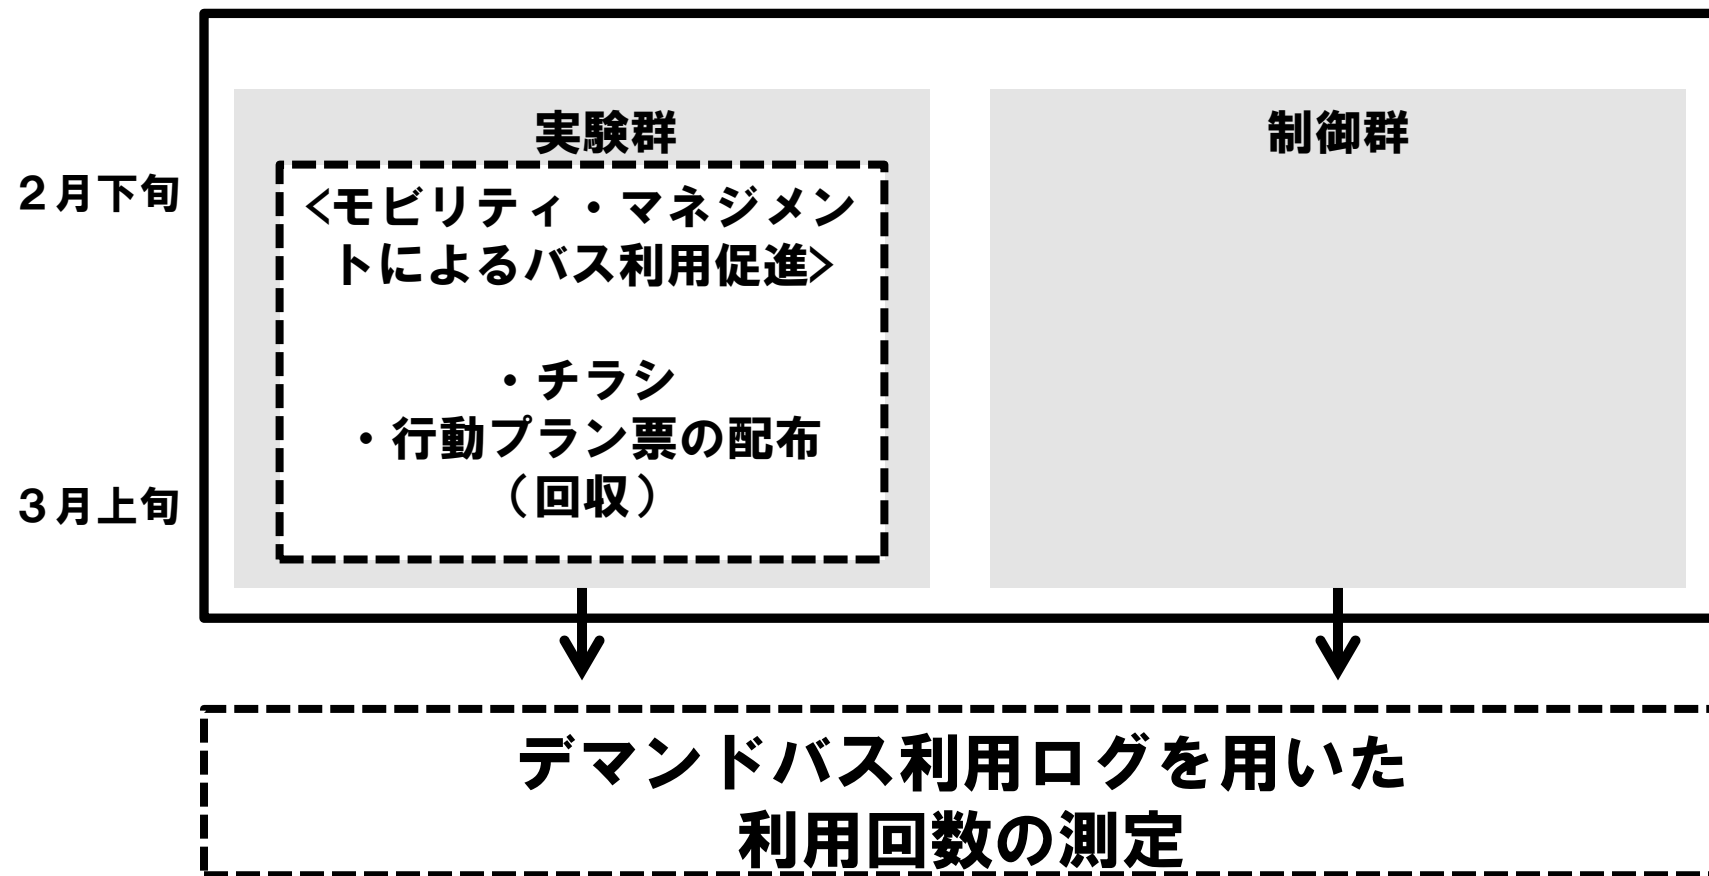 実験群
制御群
２月下旬
<モビリティ・マネジメン
トによるバス利用促進>
・チラシ
・行動プラン票の配布
（回収）
３月上旬
デマンドバス利用ログを用いた
利用回数の測定